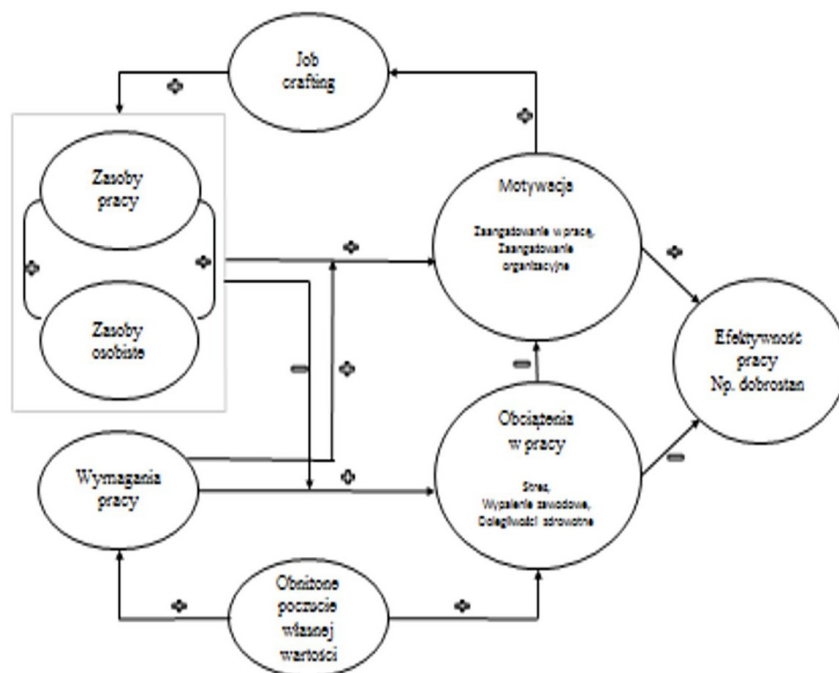 Job
crafting
Zasoby
pracy
Zasoby
osobiste
Motywacja
Zaangażowanie w pracę,
Zaangażowanie
organizacyjne
Efektywność
pracy
Np. dobrostan
Obciążenia
w pracy
Stres,
Wypalenie zawodowe,
Dolegliwości zdrowotne
Wymagania
pracy
Obniżone
poczucie
własnej
wartości